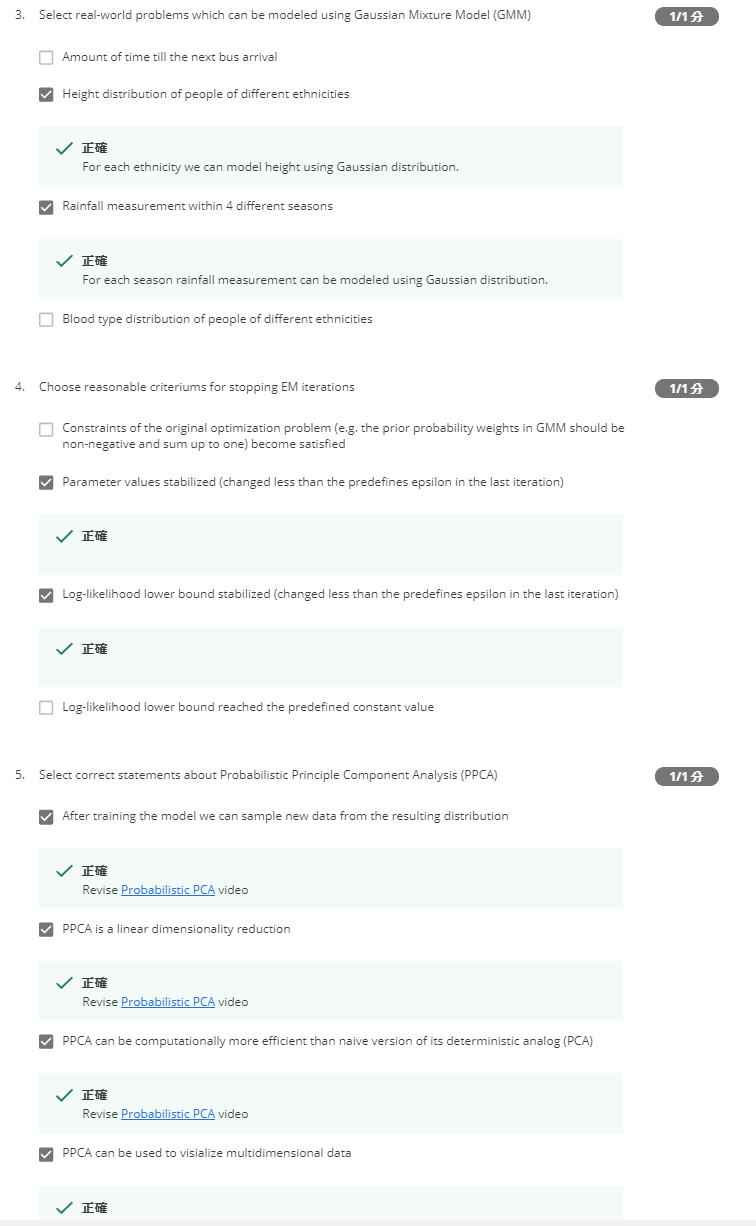 3. Select real-world problems which can be modeled using Gaussian Mixture Model (GMM)
1/1 分
Amount of time till the next bus arrival
Height distribution of people of different ethnicities
正確
For each ethnicity we can model height using Gaussian distribution.
Rainfall measurement within 4 different seasons
正確
For each season rainfall measurement can be modeled using Gaussian distribution.
Blood type distribution of people of different ethnicities
4. Choose reasonable criteriums for stopping EM iterations
1/1 分
Constraints of the original optimization problem (e.g. the prior probability weights in GMM should be
non-negative and sum up to one) become satisfied
Parameter values stabilized (changed less than the predefines epsilon in the last iteration)
正確
Log-likelihood lower bound stabilized (changed less than the predefines epsilon in the last iteration)
正確
Log-likelihood lower bound reached the predefined constant value
5. Select correct statements about Probabilistic Principle Component Analysis (PPCA)
1/1 分
After training the model we can sample new data from the resulting distribution
正確
Revise Probabilistic PCA video
PPCA is a linear dimensionality reduction
正確
Revise Probabilistic PCA video
PPCA can be computationally more efficient than naive version of its deterministic analog (PCA)
正確
Revise Probabilistic PCA video
PPCA can be used to visialize multidimensional data
正確